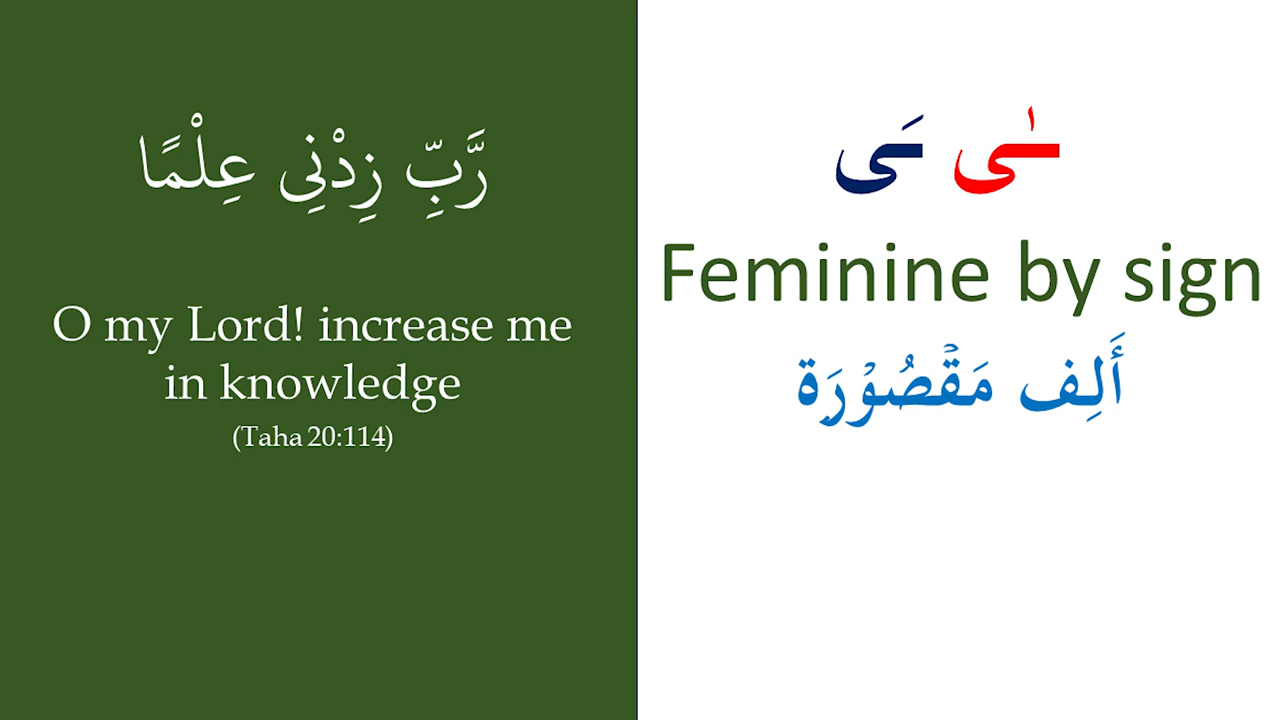 رَّبِّ زِدْنِى عِلْمًا
O my Lord! increase me
in knowledge
(Taha 20:114)
ـٰى ـَى
Feminine by sign
أَلِف مَقْصُوْرَة